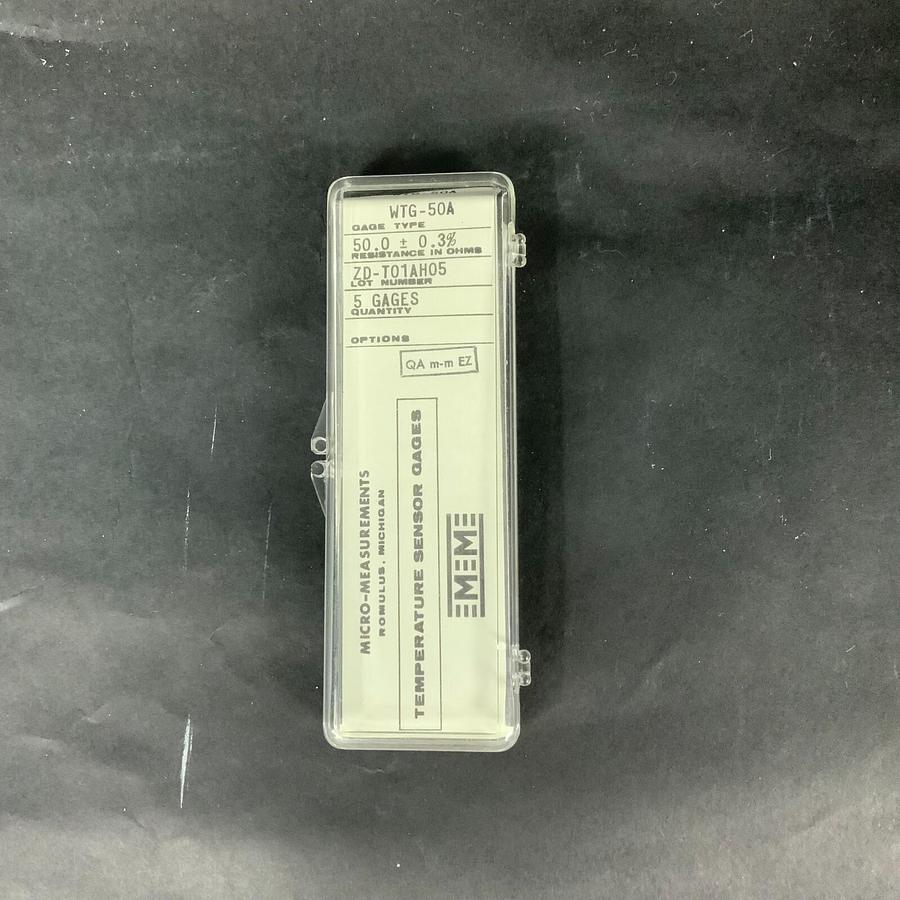 WTG-50A
GAGE TYPE
50.0 ± 0.3%
RESISTANCE IN OHMS
ZD-T01AH05
LOT NUMBER
5 GAGES
QUANTITY
OPTIONS
QA m-m EZ
MICRO-MEASUREMENTS
ROMULUS, MICHIGAN
TEMPERATURE SENSOR GAGES
MM